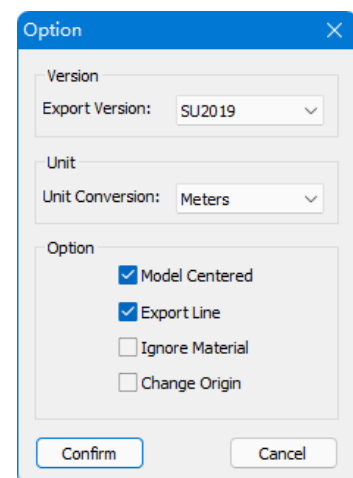 Option
Version
Export Version: SU2019
Unit
Unit Conversion: Meters
Option
Model Centered
Export Line
Ignore Material
Change Origin
Confirm Cancel